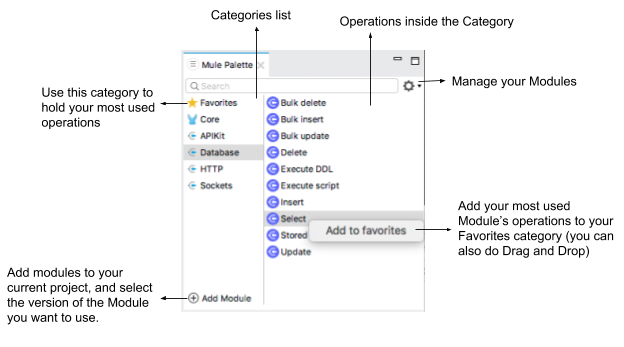 Categories list
Operations inside the Category
Mule Palette
Search
Manage your Modules
Use this category to
hold your most used
operations
Favorites
Core
APIKit
Database
HTTP
Sockets
Bulk delete
Bulk insert
Bulk update
Delete
Execute DDL
Execute script
Insert
Select
Stored
Update
Add to favorites
Add your most used
Module's operations to your
Favorites category (you can
also do Drag and Drop)
Add modules to your
current project, and select
the version of the Module
you want to use.
Add Module